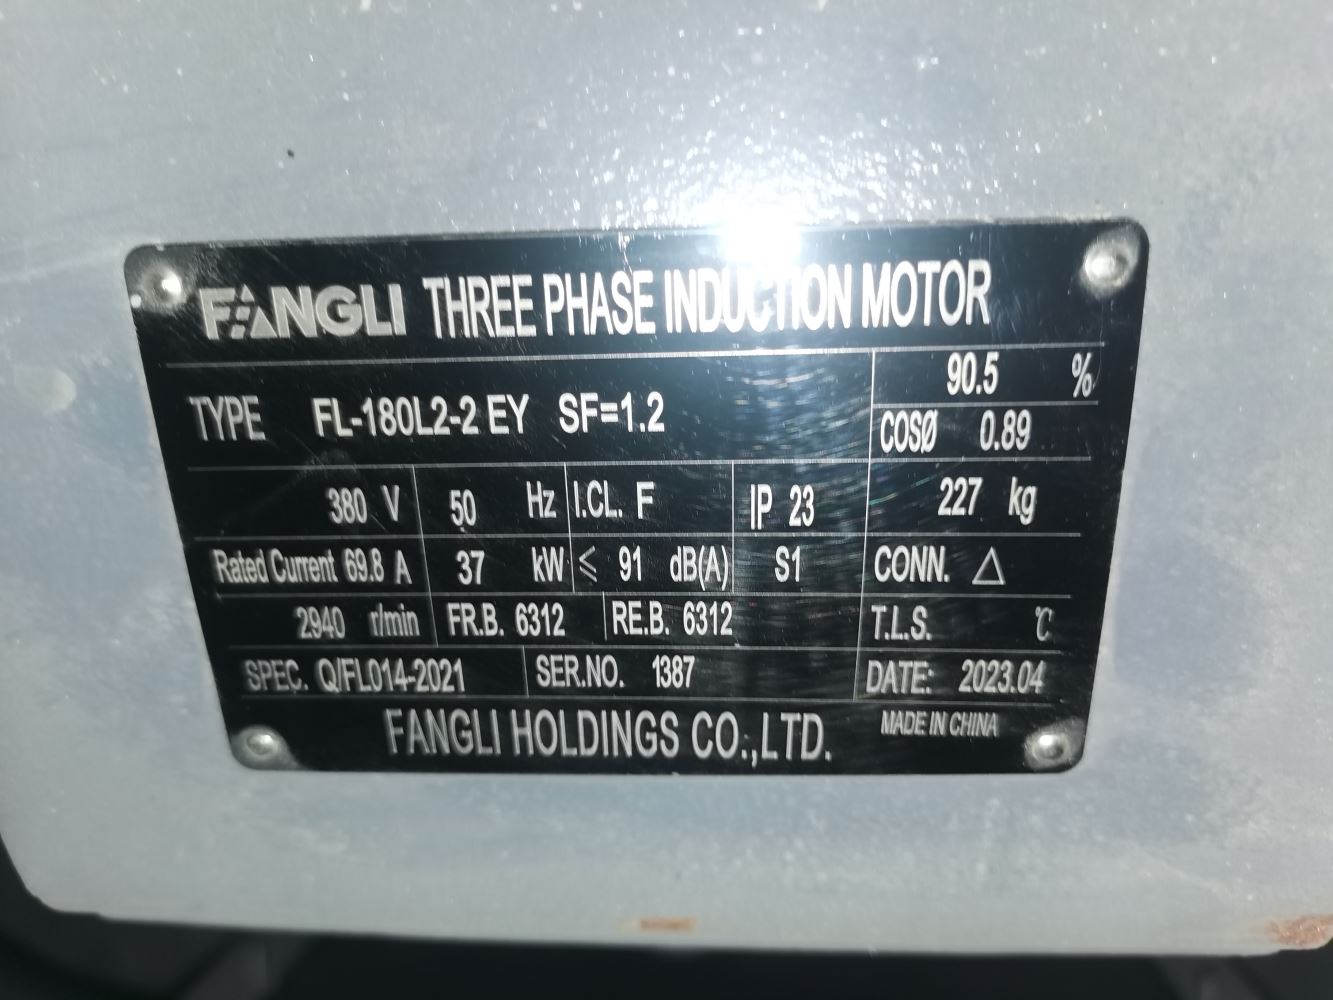 FANGLI THREE PHASE INDUCTION MOTOR
TYPE FL-180L2-2 EY SF=1.2
90.5 %
COSØ 0.89
380 V 50 Hz I.CL. F IP 23 227 kg
Rated Current 69.8 A 37 kW ≤ 91 dB(A) S1 CONN. △
2940 r/min FR.B. 6312 RE.B. 6312 T.L.S. ℃
SPEC. Q/FL014-2021 SER.NO. 1387 DATE: 2023.04
FANGLI HOLDINGS CO.,LTD. MADE IN CHINA